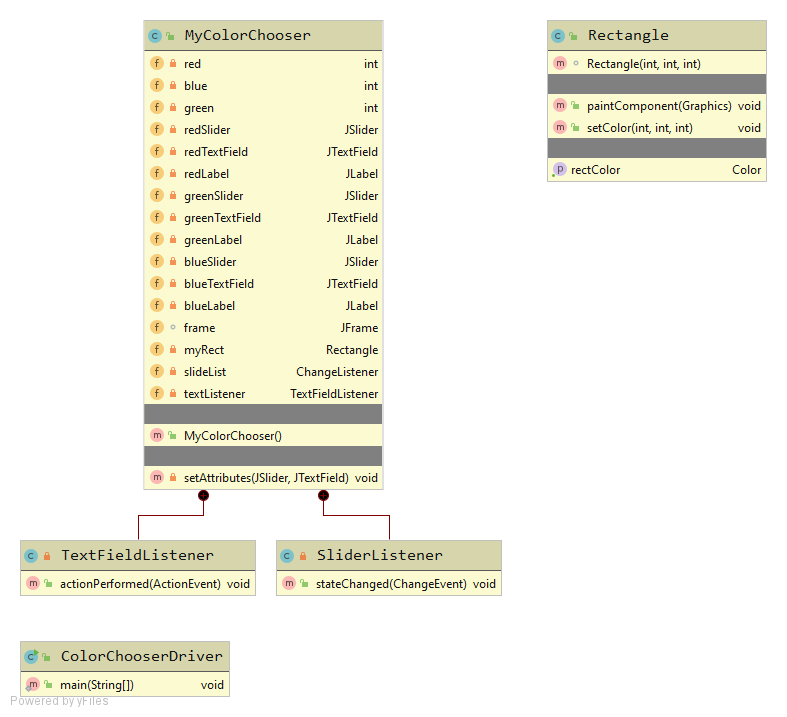 MyColorChooser
red int
blue int
green int
redSlider JSlider
redTextField JTextField
redLabel JLabel
greenSlider JSlider
greenTextField JTextField
greenLabel JLabel
blueSlider JSlider
blueTextField JTextField
blueLabel JLabel
frame JFrame
myRect Rectangle
slideList ChangeListener
textListener TextFieldListener
MyColorChooser()
setAttributes(JSlider, JTextField) void
Rectangle
Rectangle(int, int, int)
paintComponent(Graphics) void
setColor(int, int, int) void
rectColor Color
TextFieldListener
actionPerformed(ActionEvent) void
SliderListener
stateChanged(ChangeEvent) void
ColorChooserDriver
main(String[]) void
Powered by yFiles